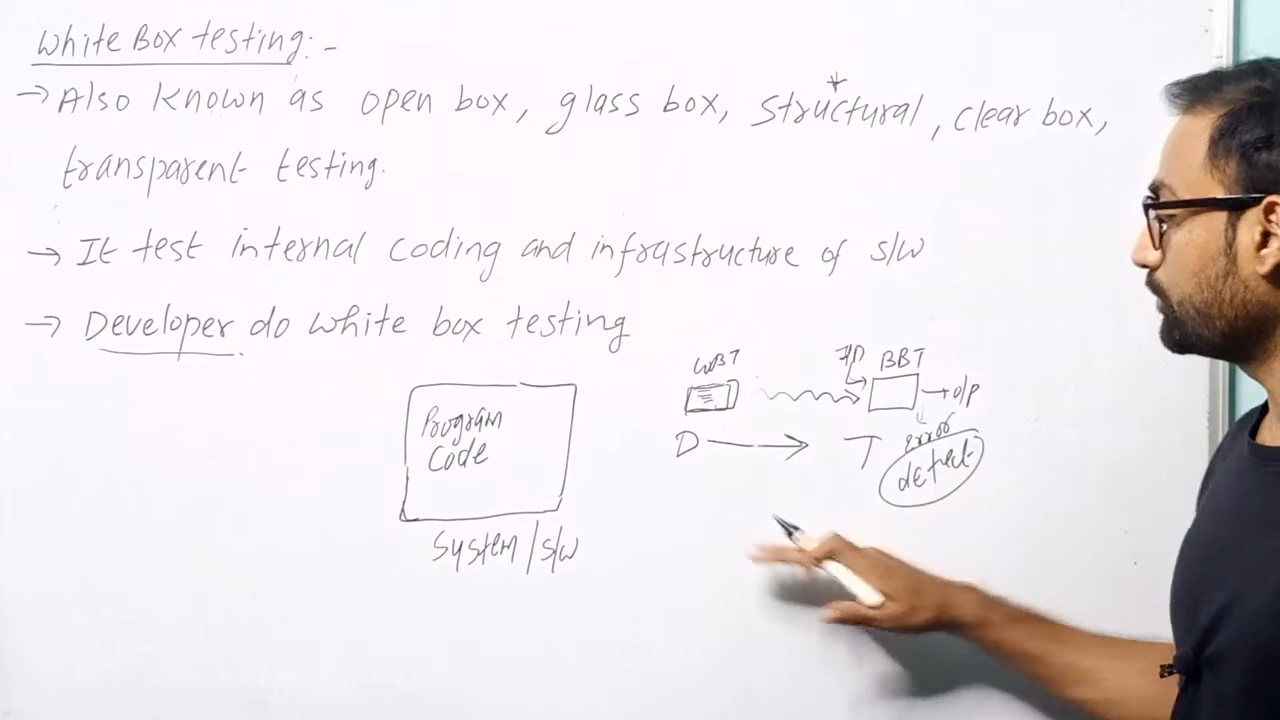 White Box testing:-
→ Also known as open box, glass box, structural, clear box,
transparent testing.
→ It test internal coding and infrastructure of s/w
→ Developer do white box testing
Program
Code
System/s/w
WBT
I/P
BBT
→ o/p
D → T
error
defect